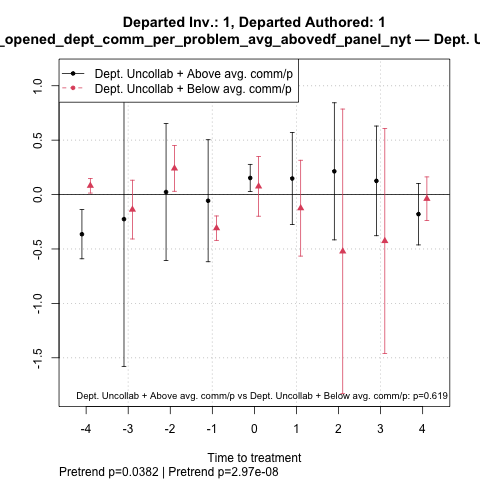 Departed Inv.: 1, Departed Authored: 1
_opened_dept_comm_per_problem_avg_abovedf_panel_nyt — Dept. U
Dept. Uncollab + Above avg. comm/p
Dept. Uncollab + Below avg. comm/p
1.0
0.5
0.0
-0.5
-1.0
-1.5
Dept. Uncollab + Above avg. comm/p vs Dept. Uncollab + Below avg. comm/p: p=0.619
-4 -3 -2 -1 0 1 2 3 4
Time to treatment
Pretrend p=0.0382 | Pretrend p=2.97e-08